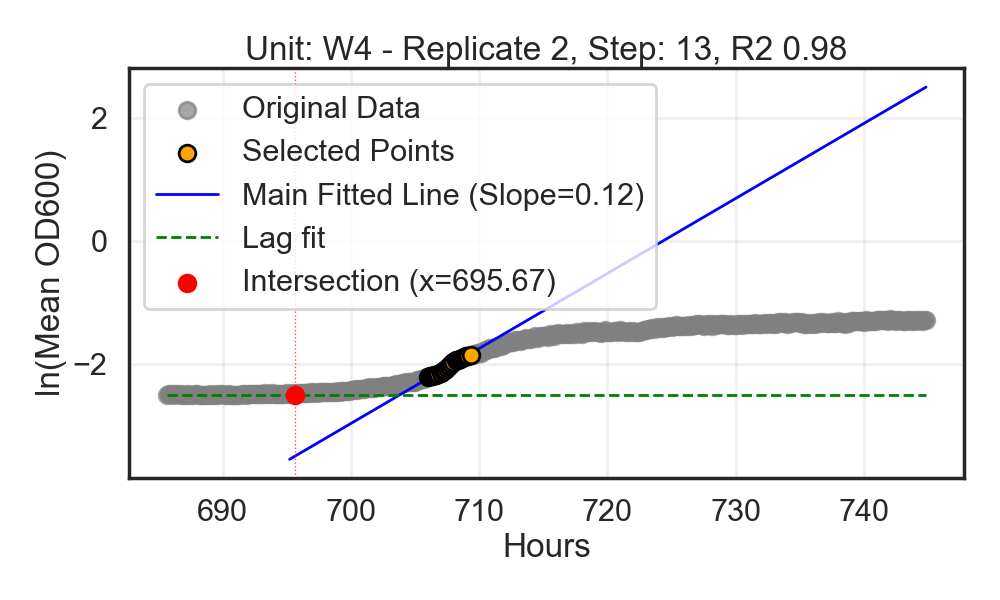 Unit: W4 - Replicate 2, Step: 13, R2 0.98
Original Data
Selected Points
Main Fitted Line (Slope=0.12)
Lag fit
Intersection (x=695.67)
ln(Mean OD600)
2
0
−2
690 700 710 720 730 740
Hours